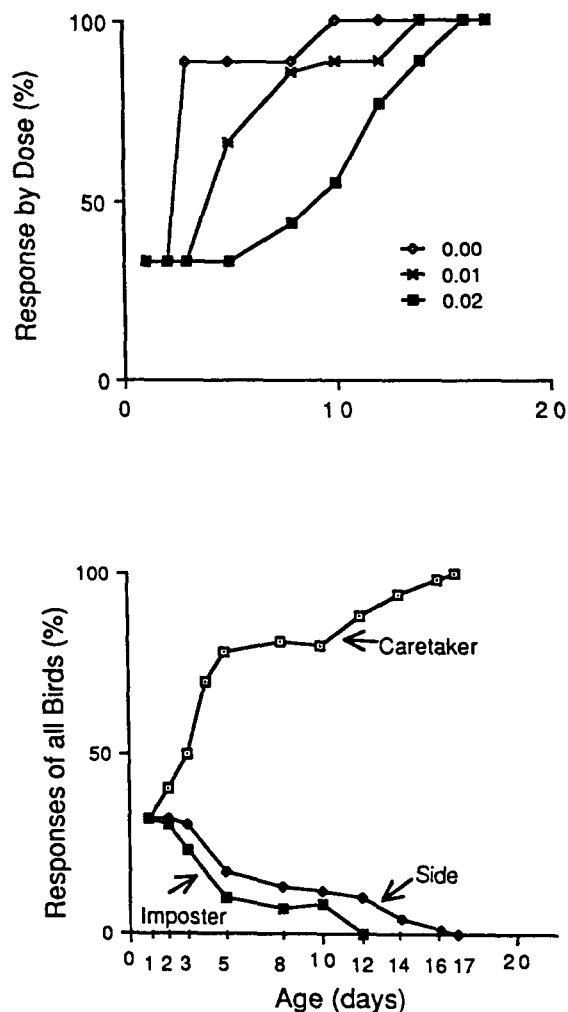 Response by Dose (%)
100
50
0
0.00
0.01
0.02
0 10 20
Responses of all Birds (%)
100
50
0
Caretaker
Side
Imposter
0 1 2 3 5 8 10 12 14 16 17 20
Age (days)